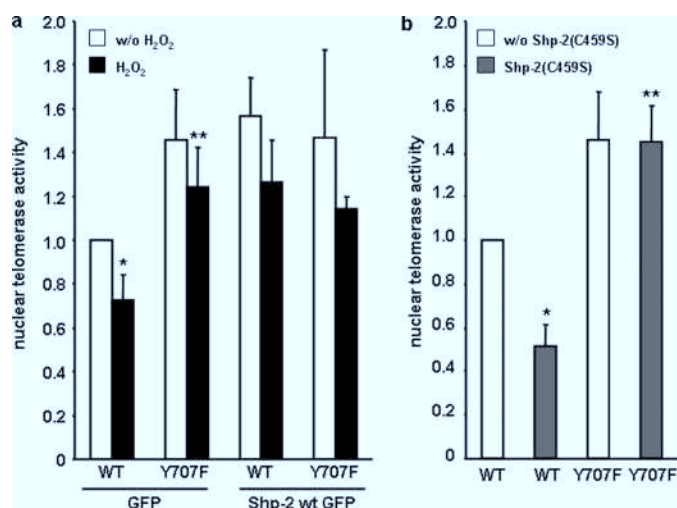 a
2.0
1.8
1.6
1.4
1.2
1.0
0.8
0.6
0.4
0.2
0
nuclear telomerase activity
w/o H₂O₂
H₂O₂
*
**
WT Y707F WT Y707F
GFP Shp-2 wt GFP
b
2.0
1.8
1.6
1.4
1.2
1.0
0.8
0.6
0.4
0.2
0
nuclear telomerase activity
w/o Shp-2(C459S)
Shp-2(C459S)
*
**
WT WT Y707F Y707F